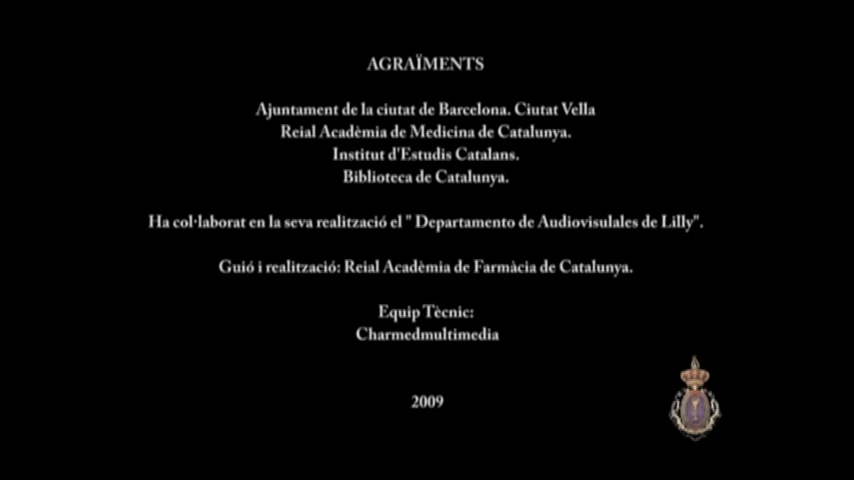 AGRAÏMENTS
Ajuntament de la ciutat de Barcelona. Ciutat Vella
Reial Acadèmia de Medicina de Catalunya.
Institut d'Estudis Catalans.
Biblioteca de Catalunya.
Ha col·laborat en la seva realització el " Departamento de Audiovisulales de Lilly".
Guió i realització: Reial Acadèmia de Farmàcia de Catalunya.
Equip Tècnic:
Charmedmultimedia
2009